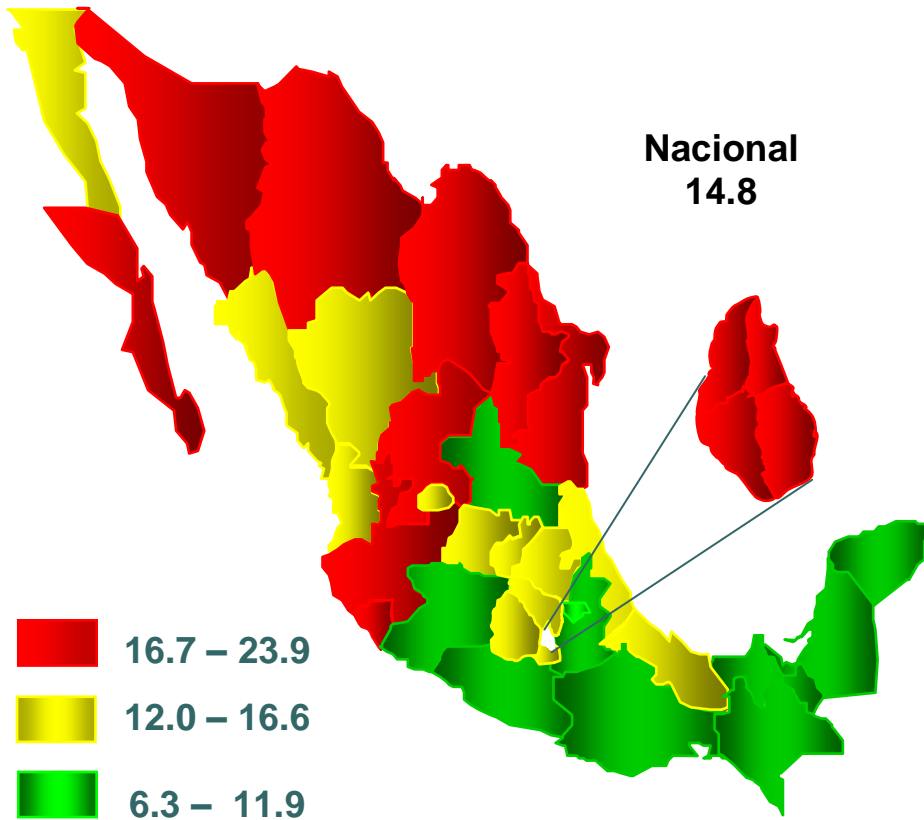 Nacional
14.8
16.7 – 23.9
12.0 – 16.6
6.3 – 11.9